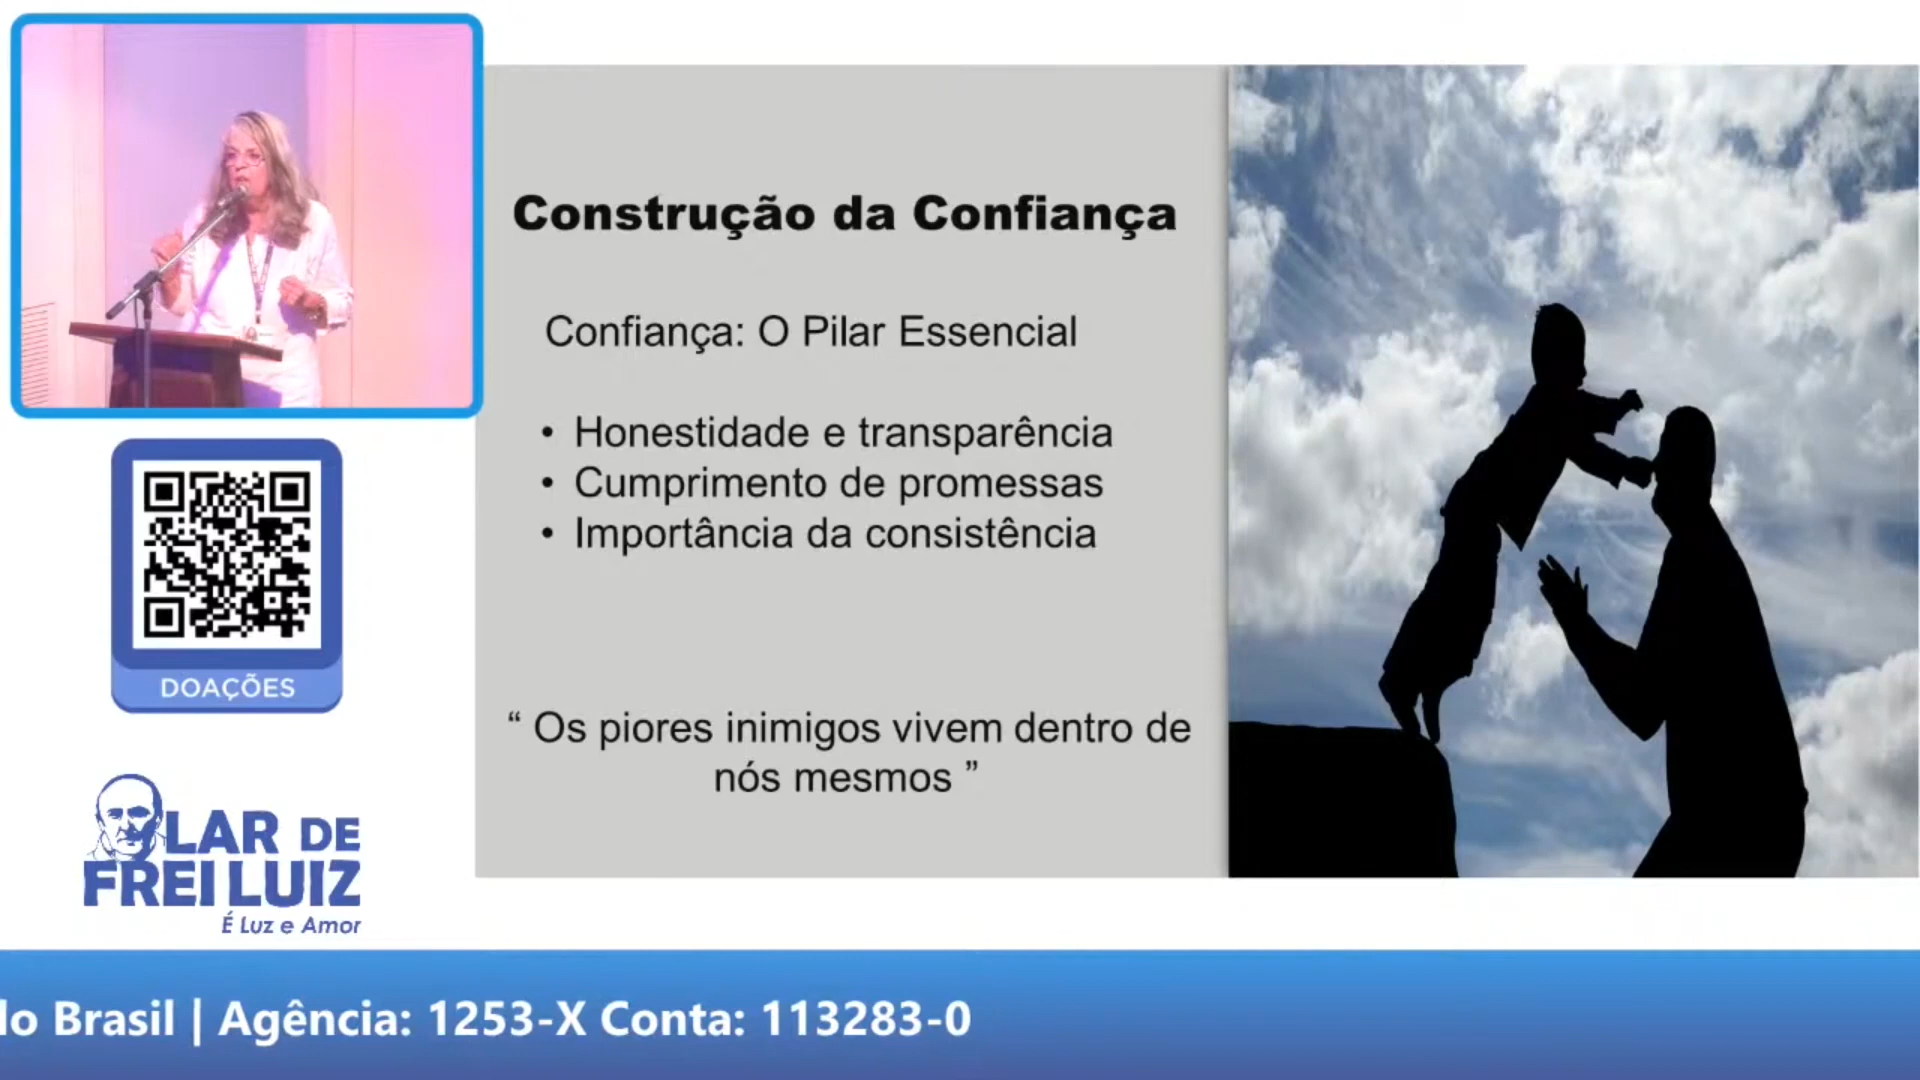 Construção da Confiança
Confiança: O Pilar Essencial
• Honestidade e transparência
• Cumprimento de promessas
• Importância da consistência
“ Os piores inimigos vivem dentro de
nós mesmos ”
DOAÇÕES
LAR DE
FREI LUIZ
É Luz e Amor
lo Brasil | Agência: 1253-X Conta: 113283-0